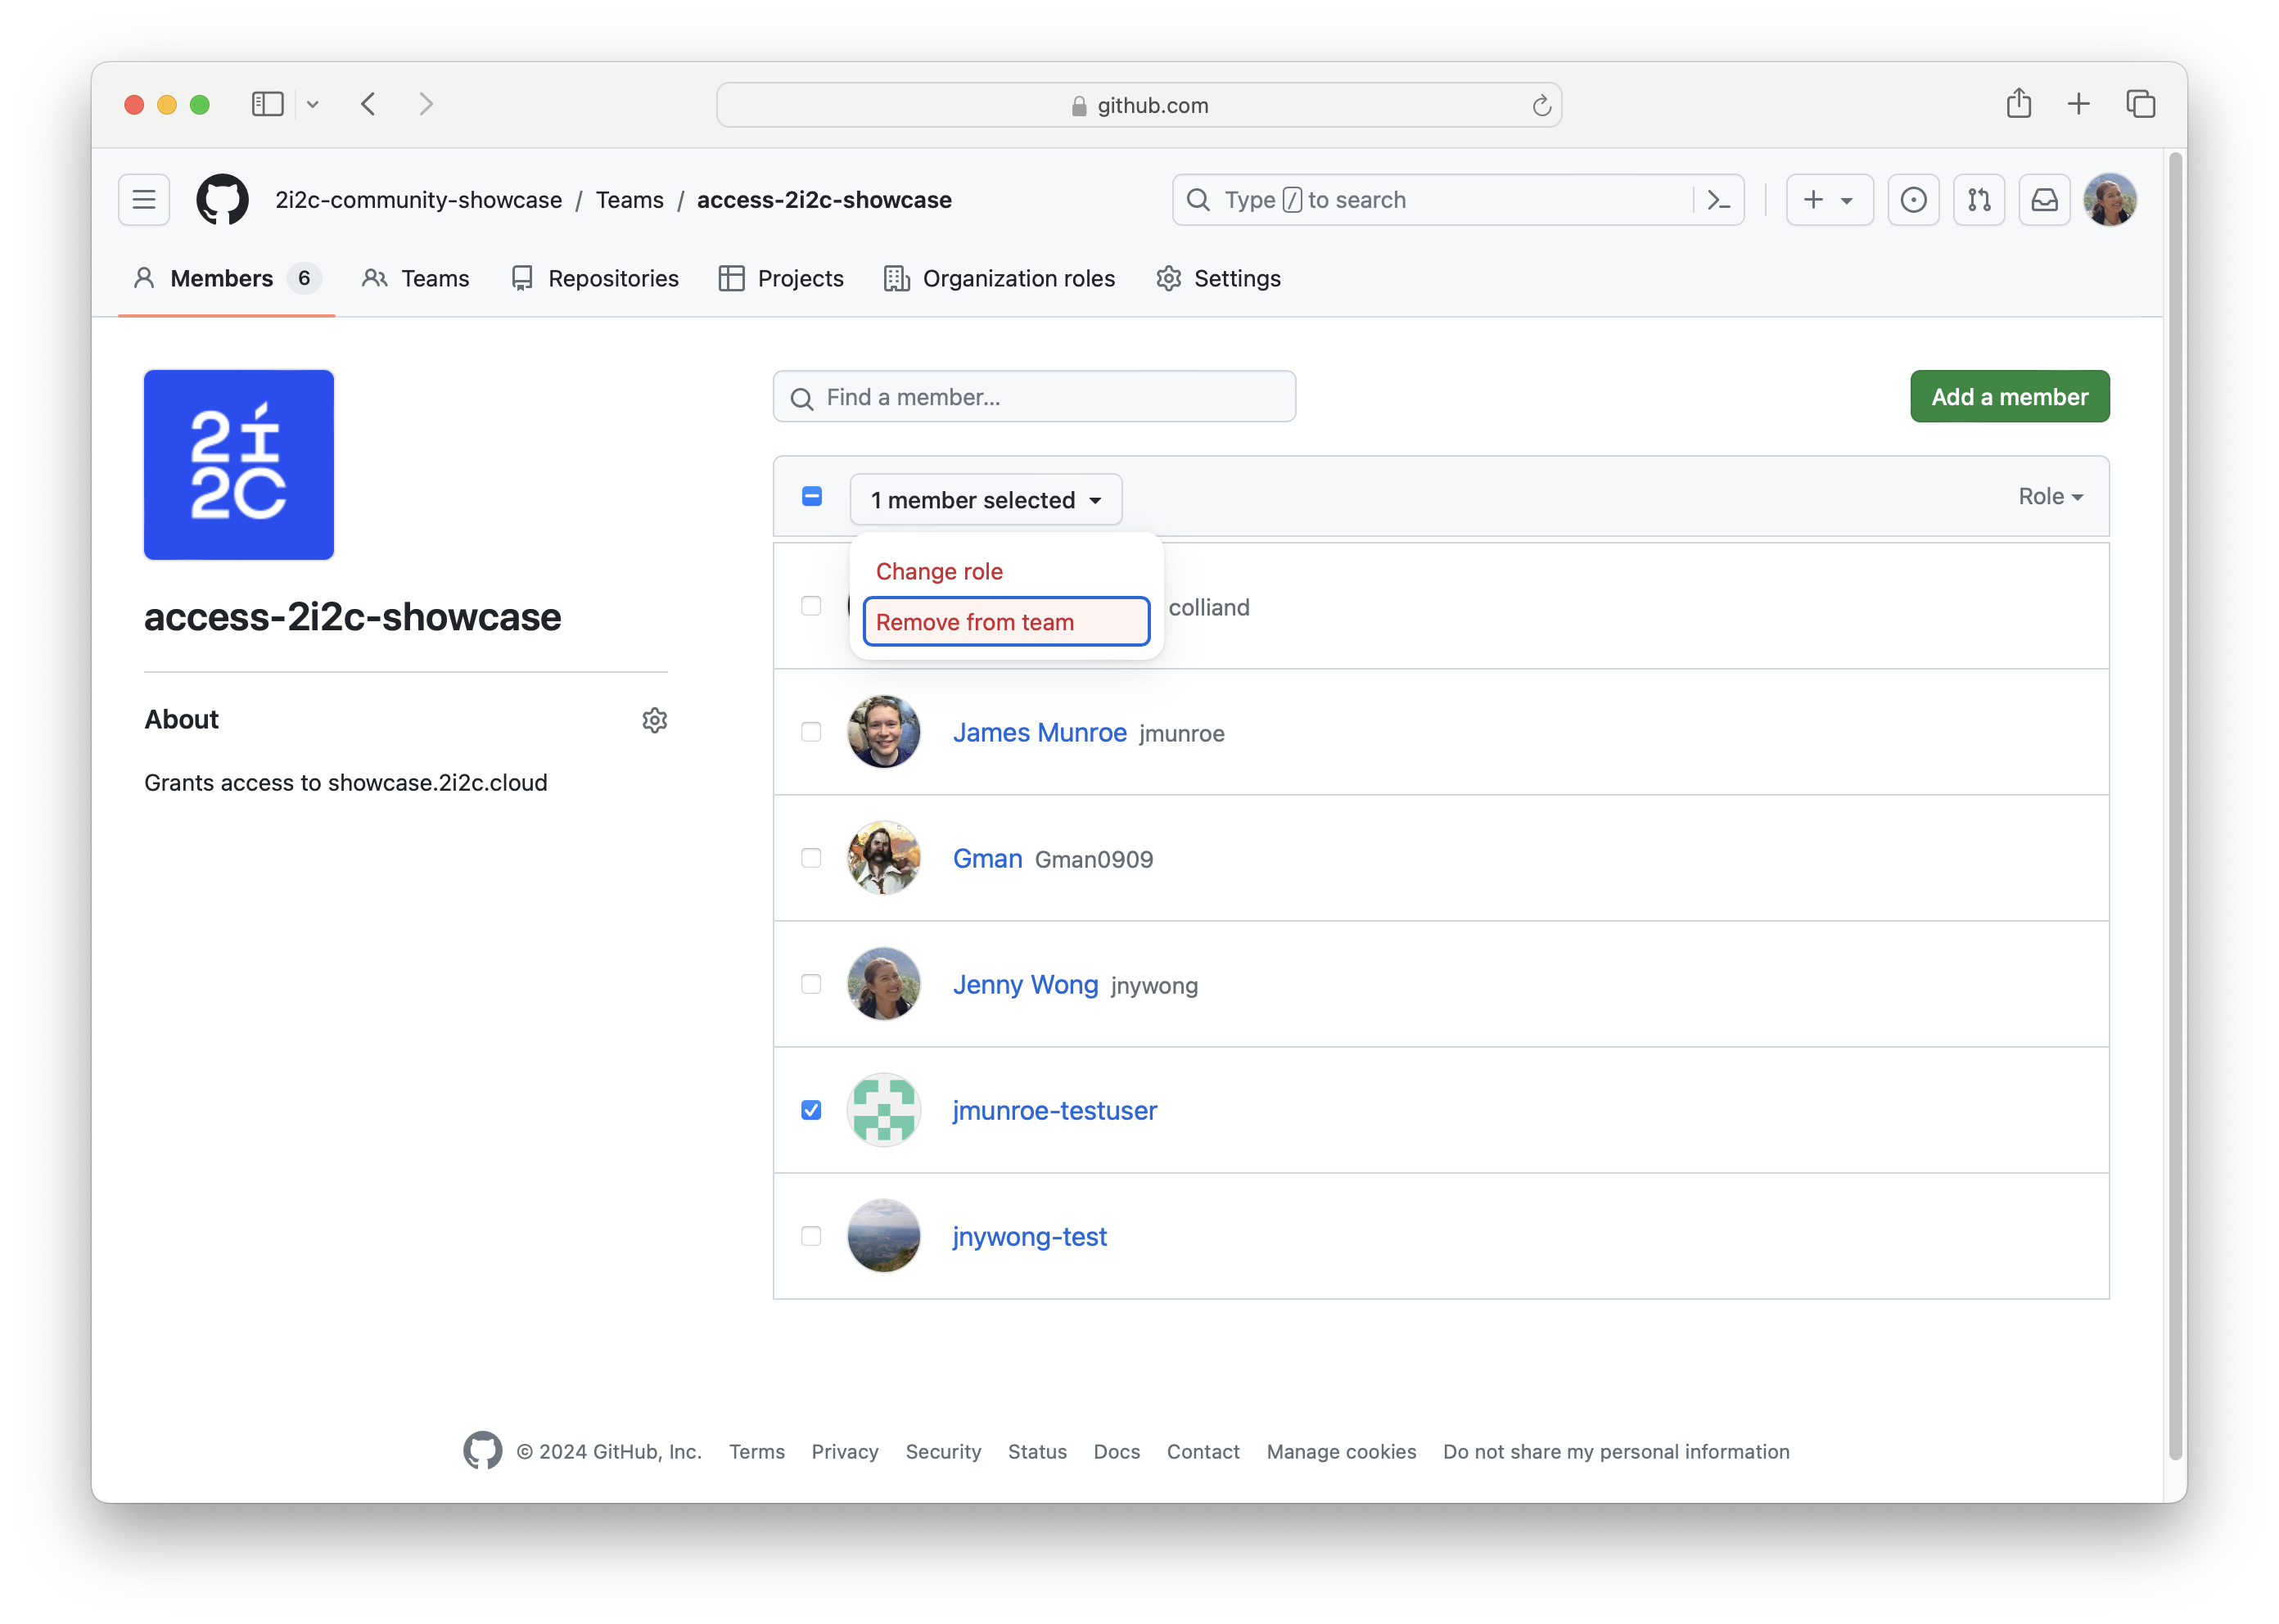 github.com
2i2c-community-showcase / Teams / access-2i2c-showcase
Type / to search
Members 6 Teams Repositories Projects Organization roles Settings
2i
2C
access-2i2c-showcase
About
Grants access to showcase.2i2c.cloud
Find a member...
Add a member
1 member selected
Role
Change role
Remove from team
colliand
James Munroe jmunroe
Gman Gman0909
Jenny Wong jnywong
jmunroe-testuser
jnywong-test
© 2024 GitHub, Inc. Terms Privacy Security Status Docs Contact Manage cookies Do not share my personal information